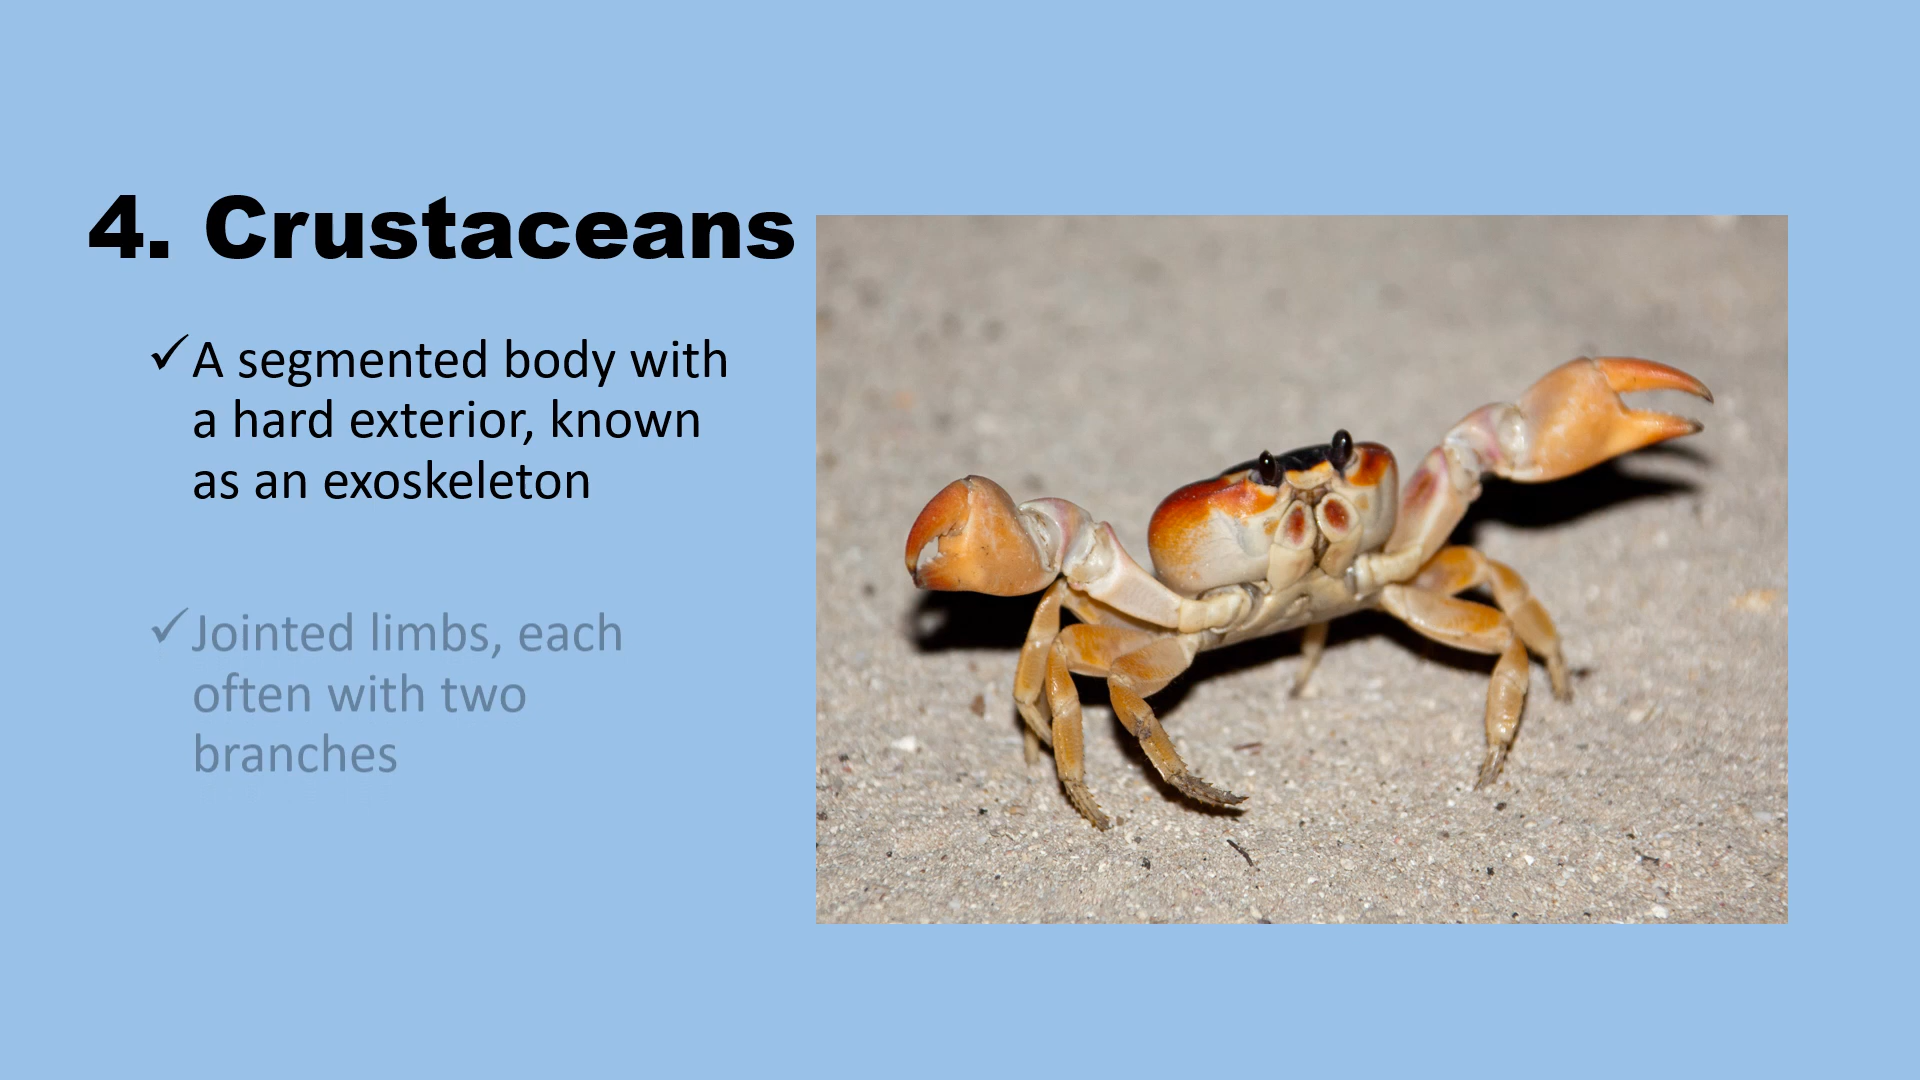 4. Crustaceans
✓A segmented body with
a hard exterior, known
as an exoskeleton
✓Jointed limbs, each
often with two
branches